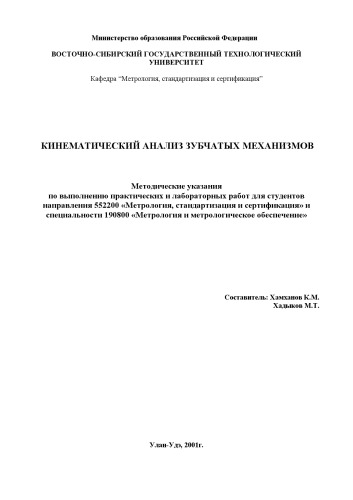 Министерство образования Российской Федерации
ВОСТОЧНО-СИБИРСКИЙ ГОСУДАРСТВЕННЫЙ ТЕХНОЛОГИЧЕСКИЙ
УНИВЕРСИТЕТ
Кафедра “Метрология, стандартизация и сертификация”
КИНЕМАТИЧЕСКИЙ АНАЛИЗ ЗУБЧАТЫХ МЕХАНИЗМОВ
Методические указания
по выполнению практических и лабораторных работ для студентов
направления 552200 «Метрология, стандартизация и сертификация» и
специальности 190800 «Метрология и метрологическое обеспечение»
Составитель: Хамханов К.М.
Хадыков М.Т.
Улан-Удэ, 2001г.